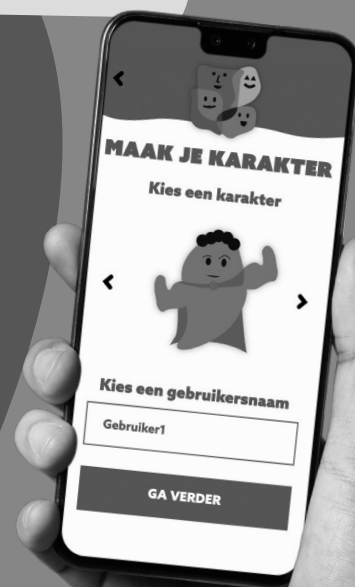 MAAK JE KARAKTER
Kies een karakter
Kies een gebruikersnaam
Gebruiker1
GA VERDER